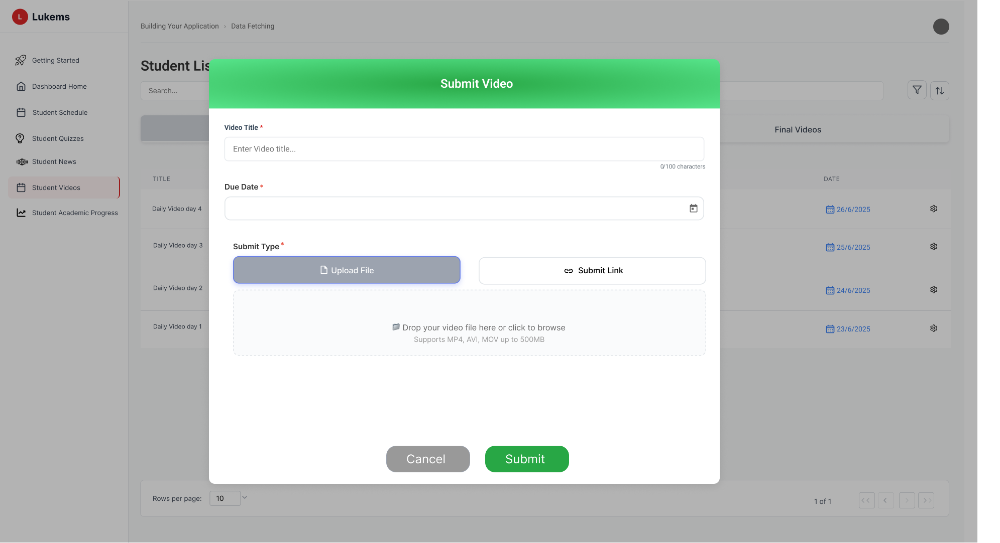 L Lukems
Building Your Application › Data Fetching
Getting Started
Dashboard Home
Student Schedule
Student Quizzes
Student News
Student Videos
Student Academic Progress
Student Lis
Search...
Final Videos
TITLE
DATE
Daily Video day 4
26/6/2025
Daily Video day 3
25/6/2025
Daily Video day 2
24/6/2025
Daily Video day 1
23/6/2025
Submit Video
Video Title *
Enter Video title...
0/100 characters
Due Date *
Submit Type *
Upload File
Submit Link
Drop your video file here or click to browse
Supports MP4, AVI, MOV up to 500MB
Cancel
Submit
Rows per page: 10
1 of 1
<< < > >>